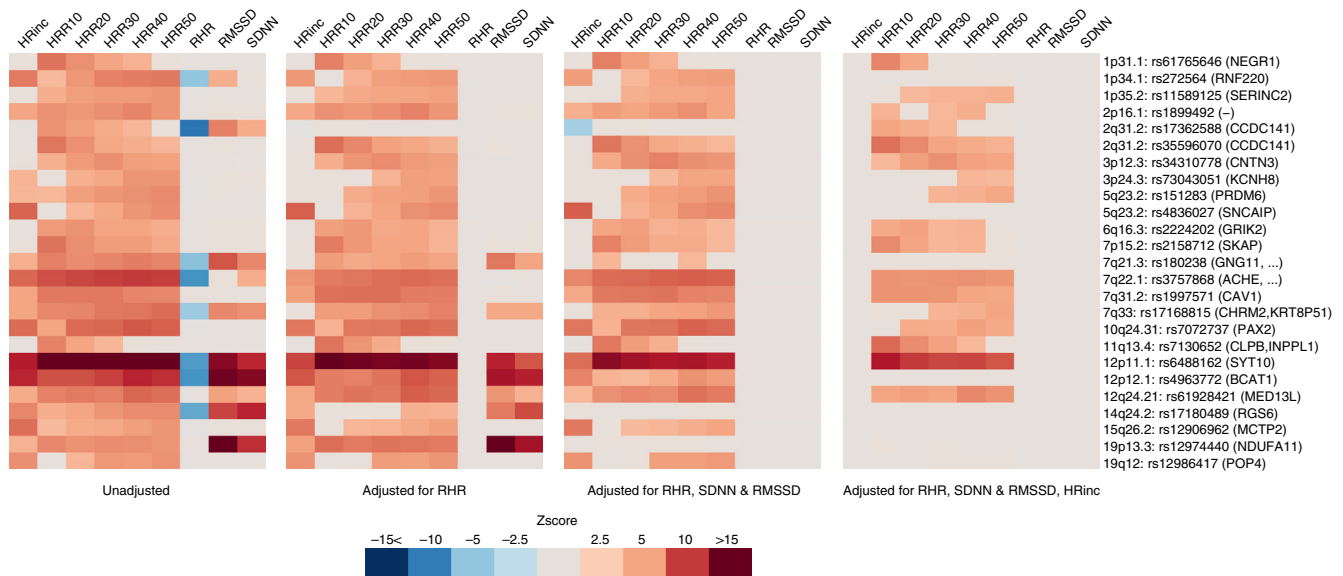 HRinc HRR10 HRR20 HRR30 HRR40 HRR50 RHR RMSSD SDNN
HRinc HRR10 HRR20 HRR30 HRR40 HRR50 RHR RMSSD SDNN
HRinc HRR10 HRR20 HRR30 HRR40 HRR50 RHR RMSSD SDNN
HRinc HRR10 HRR20 HRR30 HRR40 HRR50 RHR RMSSD SDNN
1p31.1: rs61765646 (NEGR1)
1p34.1: rs272564 (RNF220)
1p35.2: rs11589125 (SERINC2)
2p16.1: rs1899492 (–)
2q31.2: rs17362588 (CCDC141)
2q31.2: rs35596070 (CCDC141)
3p12.3: rs34310778 (CNTN3)
3p24.3: rs73043051 (KCNH8)
5q23.2: rs151283 (PRDM6)
5q23.2: rs4836027 (SNCAIP)
6q16.3: rs2224202 (GRIK2)
7p15.2: rs2158712 (SKAP)
7q21.3: rs180238 (GNG11, ...)
7q22.1: rs3757868 (ACHE, ...)
7q31.2: rs1997571 (CAV1)
7q33: rs17168815 (CHRM2,KRT8P51)
10q24.31: rs7072737 (PAX2)
11q13.4: rs7130652 (CLPB,INPPL1)
12p11.1: rs6488162 (SYT10)
12p12.1: rs4963772 (BCAT1)
12q24.21: rs61928421 (MED13L)
14q24.2: rs17180489 (RGS6)
15q26.2: rs12906962 (MCTP2)
19p13.3: rs12974440 (NDUFA11)
19q12: rs12986417 (POP4)
Unadjusted
Adjusted for RHR
Adjusted for RHR, SDNN & RMSSD
Adjusted for RHR, SDNN & RMSSD, HRinc
Zscore
–15< –10 –5 –2.5 2.5 5 10 >15